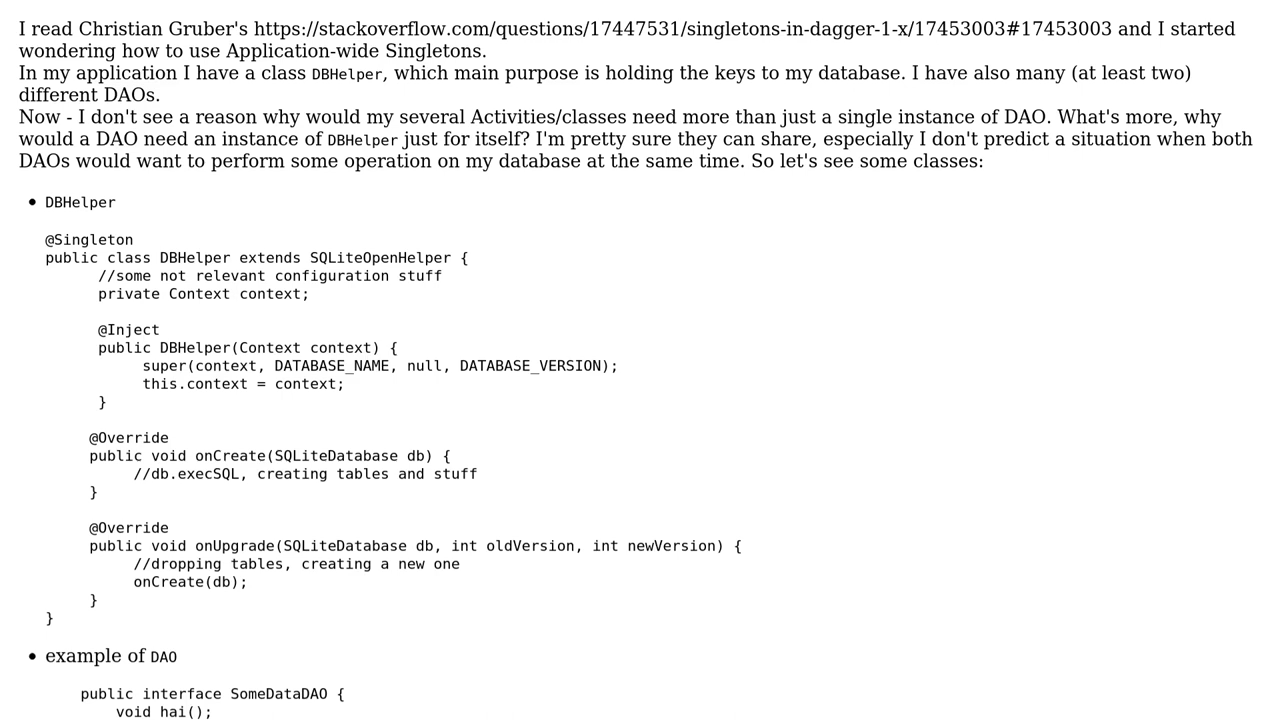 I read Christian Gruber's https://stackoverflow.com/questions/17447531/singletons-in-dagger-1-x/17453003#17453003 and I started
wondering how to use Application-wide Singletons.
In my application I have a class DBHelper, which main purpose is holding the keys to my database. I have also many (at least two)
different DAOs.
Now - I don't see a reason why would my several Activities/classes need more than just a single instance of DAO. What's more, why
would a DAO need an instance of DBHelper just for itself? I'm pretty sure they can share, especially I don't predict a situation when both
DAOs would want to perform some operation on my database at the same time. So let's see some classes:
• DBHelper
@Singleton
public class DBHelper extends SQLiteOpenHelper {
//some not relevant configuration stuff
private Context context;
@Inject
public DBHelper(Context context) {
super(context, DATABASE_NAME, null, DATABASE_VERSION);
this.context = context;
}
@Override
public void onCreate(SQLiteDatabase db) {
//db.execSQL, creating tables and stuff
}
@Override
public void onUpgrade(SQLiteDatabase db, int oldVersion, int newVersion) {
//dropping tables, creating a new one
onCreate(db);
}
}
• example of DAO
public interface SomeDataDAO {
void hai();